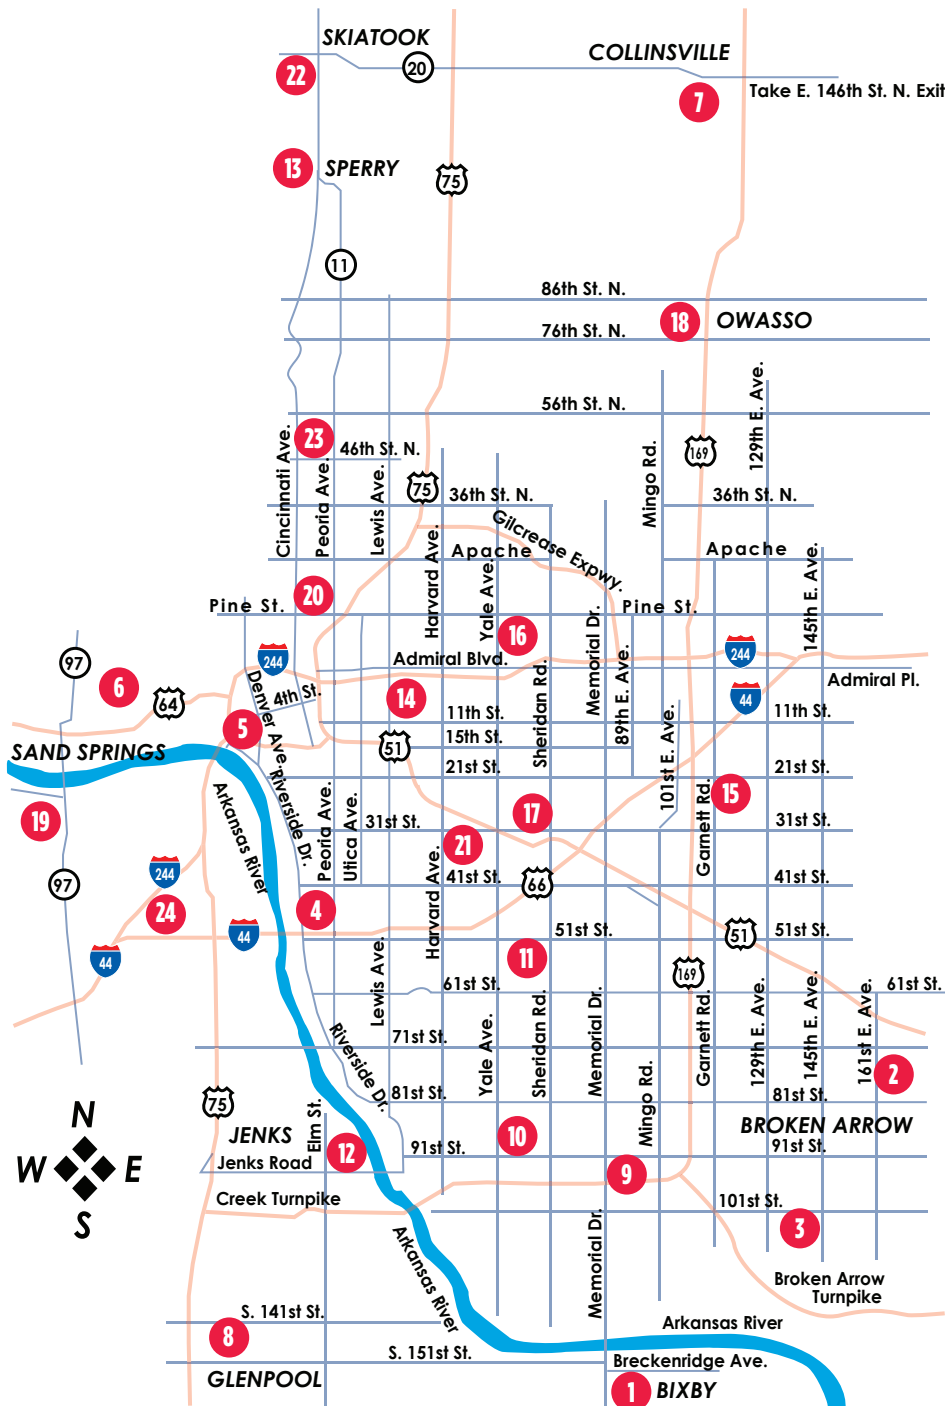 SKIATOOK
COLLINSVILLE
22
20
7
Take E. 146th St. N. Exit
13
SPERRY
75
11
86th St. N.
18
OWASSO
76th St. N.
56th St. N.
Cincinnati Ave.
23
Peoria Ave.
46th St. N.
Lewis Ave.
75
Mingo Rd.
169
129th E. Ave.
36th St. N.
36th St. N.
Gilcrease Expwy.
Harvard Ave.
Apache
Apache
Yale Ave.
145th E. Ave.
20
Pine St.
Pine St.
16
Memorial Dr.
97
244
244
Admiral Blvd.
Admiral Pl.
6
64
Denver Ave.
4th St.
14
Sheridan Rd.
89th E. Ave.
44
11th St.
11th St.
5
51
15th St.
101st E. Ave.
SAND SPRINGS
21st St.
21st St.
Arkansas River
Riverside Dr.
Peoria Ave.
Utica Ave.
Garnett Rd.
15
19
31st St.
17
31st St.
21
244
97
41st St.
66
41st St.
Harvard Ave.
24
4
44
51st St.
51
51st St.
44
11
Lewis Ave.
169
61st St.
61st St.
Riverside Dr.
71st St.
Yale Ave.
Sheridan Rd.
Memorial Dr.
Mingo Rd.
Garnett Rd.
129th E. Ave.
145th E. Ave.
161st E. Ave.
2
75
81st St.
81st St.
N
W
E
S
JENKS
Elm St.
12
91st St.
10
BROKEN ARROW
91st St.
Jenks Road
9
Creek Turnpike
101st St.
3
Arkansas River
Memorial Dr.
Broken Arrow
Turnpike
S. 141st St.
8
Arkansas River
S. 151st St.
Breckenridge Ave.
GLENPOOL
1
BIXBY